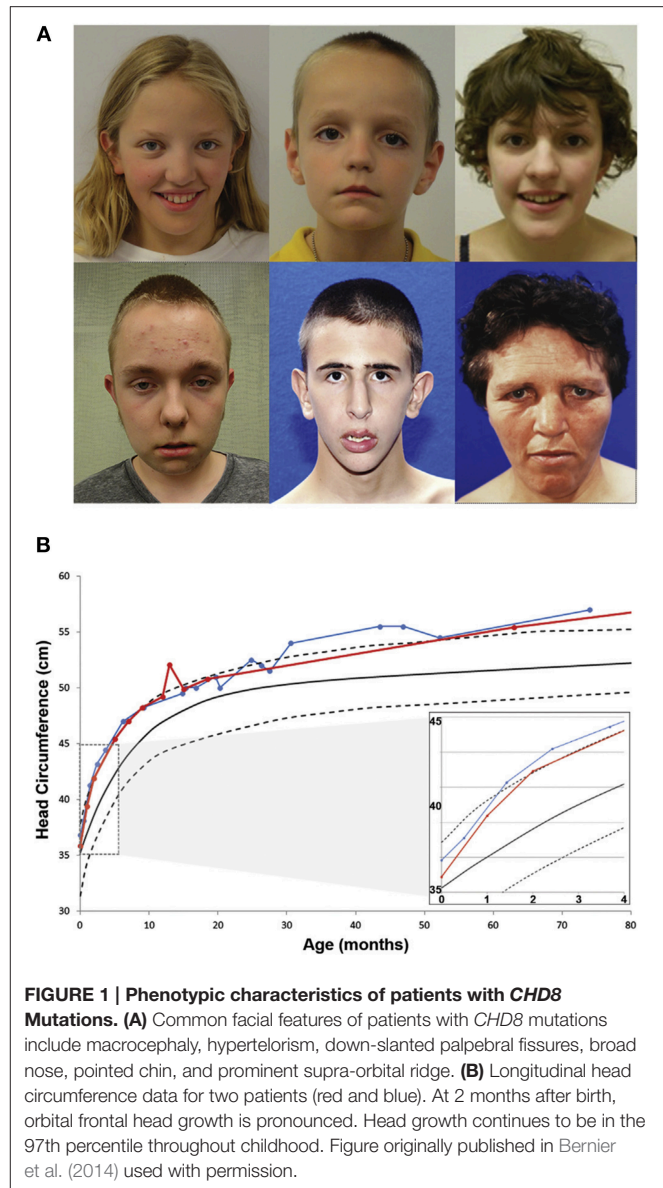 A
B
60
55
50
45
40
35
30
Head Circumference (cm)
45
40
35
0 1 2 3 4
0 10 20 30 40 50 60 70 80
Age (months)
FIGURE 1 | Phenotypic characteristics of patients with CHD8
Mutations. (A) Common facial features of patients with CHD8 mutations
include macrocephaly, hypertelorism, down-slanted palpebral fissures, broad
nose, pointed chin, and prominent supra-orbital ridge. (B) Longitudinal head
circumference data for two patients (red and blue). At 2 months after birth,
orbital frontal head growth is pronounced. Head growth continues to be in the
97th percentile throughout childhood. Figure originally published in Bernier
et al. (2014) used with permission.